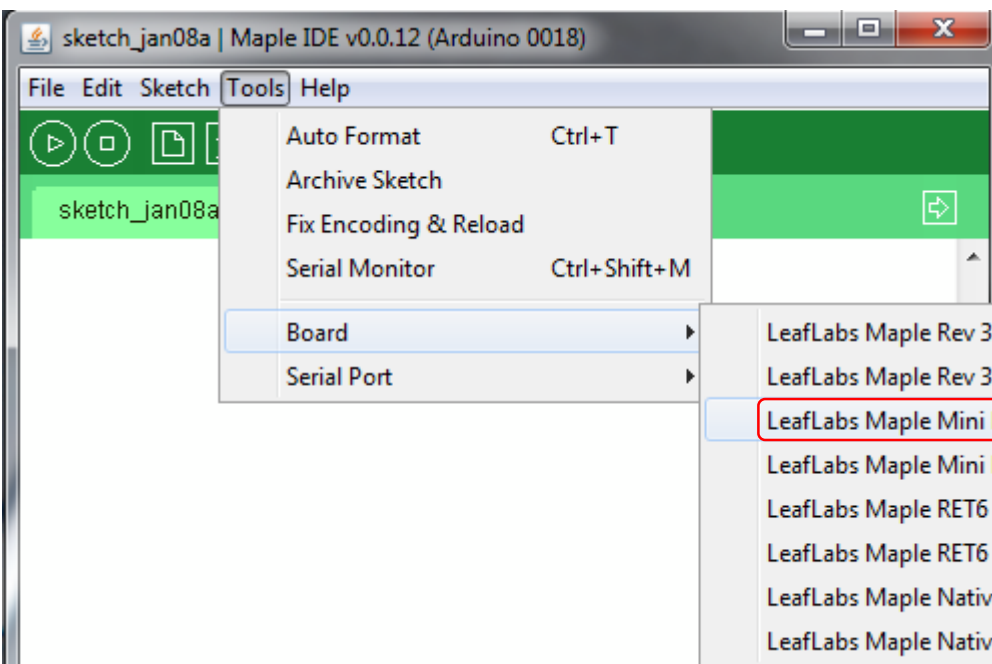 sketch_jan08a | Maple IDE v0.0.12 (Arduino 0018)
File Edit Sketch Tools Help
sketch_jan08a
Auto Format Ctrl+T
Archive Sketch
Fix Encoding & Reload
Serial Monitor Ctrl+Shift+M
Board
Serial Port
LeafLabs Maple Rev 3
LeafLabs Maple Rev 3
LeafLabs Maple Mini
LeafLabs Maple Mini
LeafLabs Maple RET6
LeafLabs Maple RET6
LeafLabs Maple Nativ
LeafLabs Maple Nativ